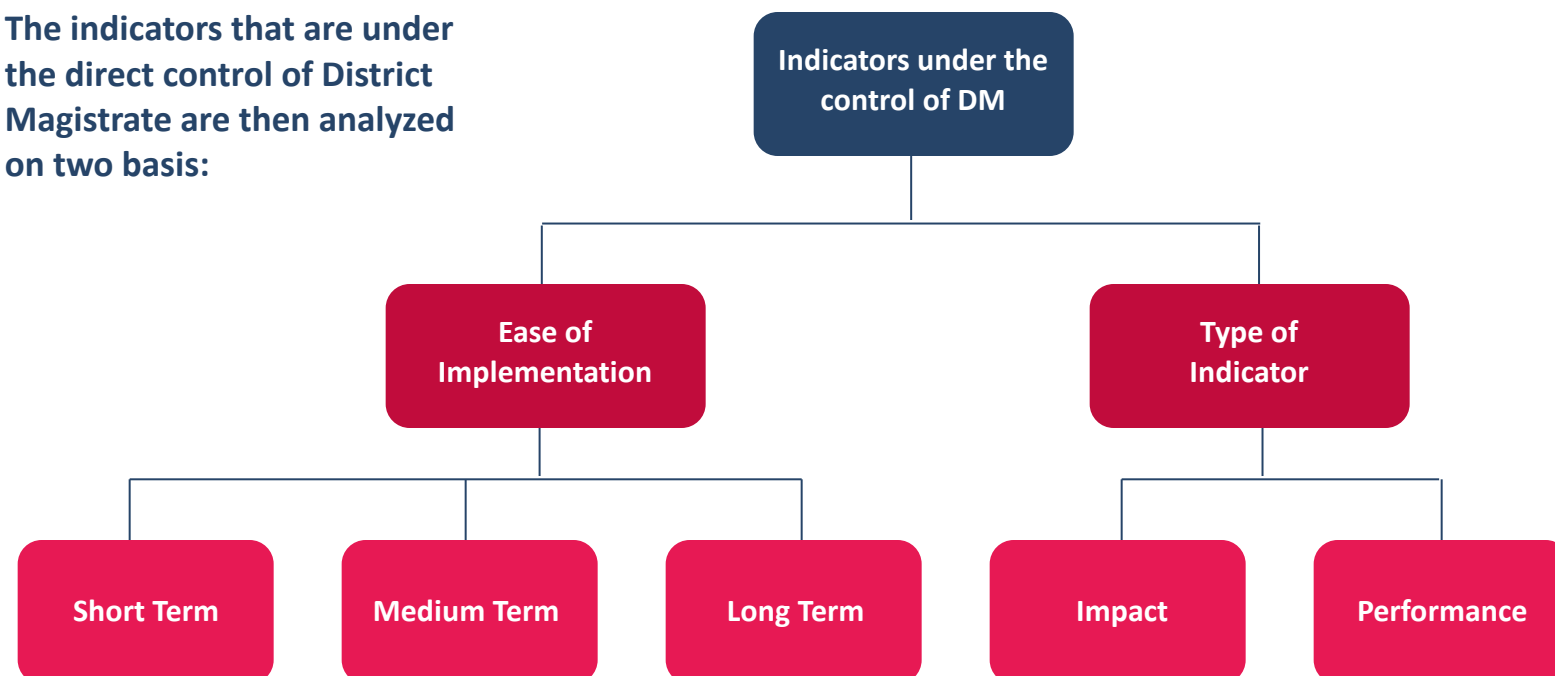 The indicators that are under
the direct control of District
Magistrate are then analyzed
on two basis:
Indicators under the
control of DM
Ease of
Implementation
Type of
Indicator
Short Term
Medium Term
Long Term
Impact
Performance